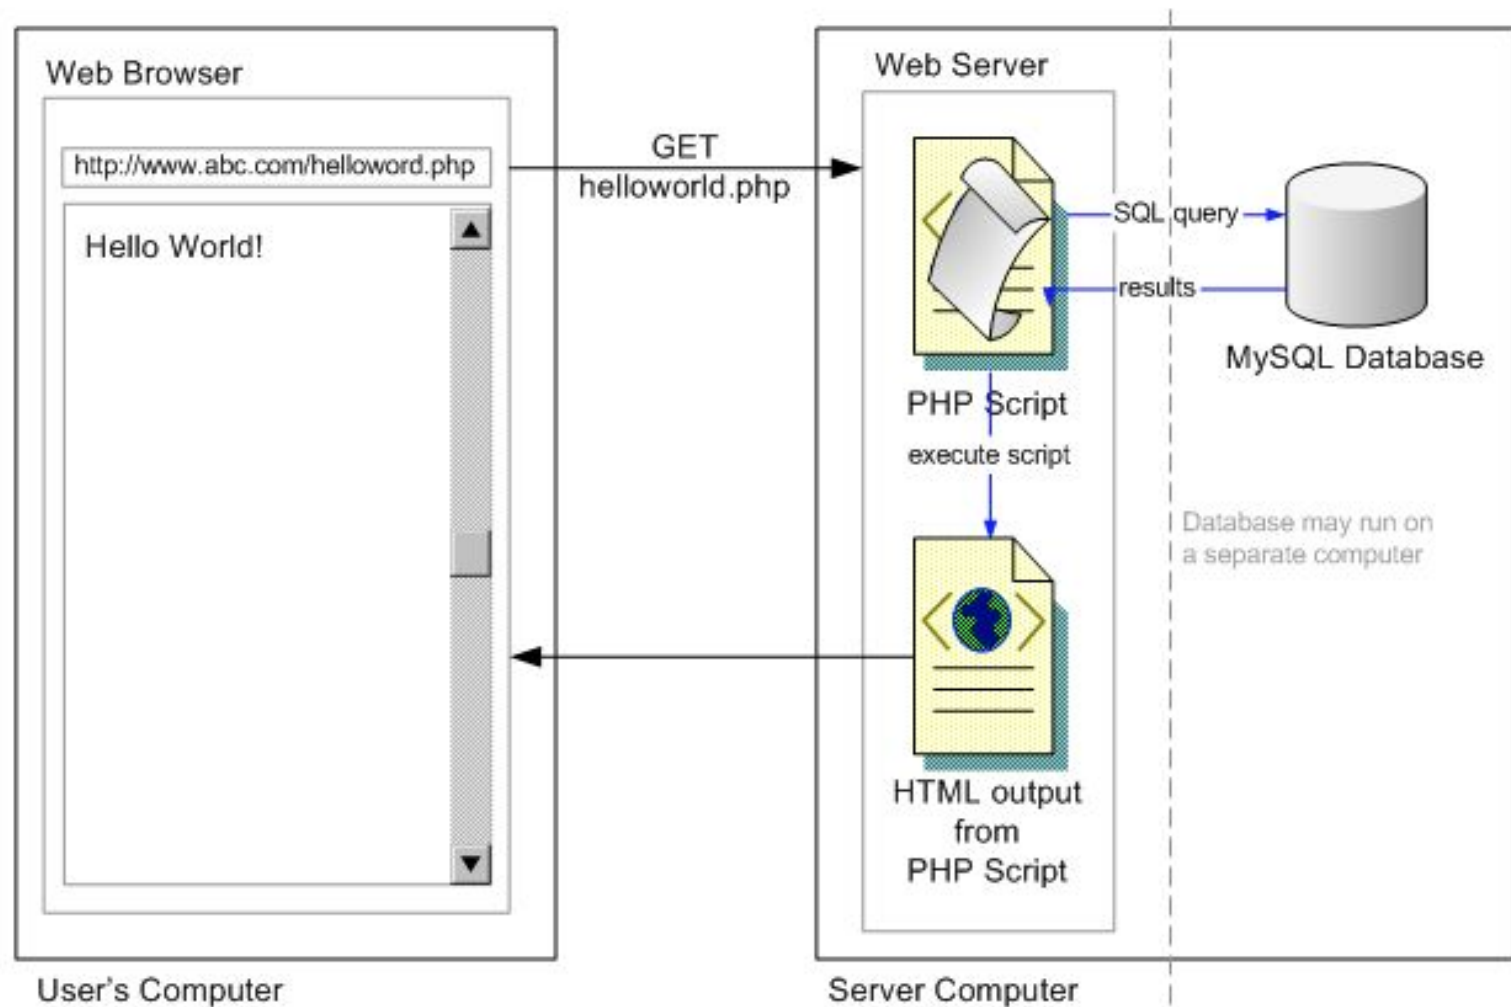 Web Browser
http://www.abc.com/helloword.php
Hello World!
User's Computer
GET
helloworld.php
Web Server
SQL query
results
PHP Script
execute script
HTML output
from
PHP Script
MySQL Database
Database may run on
a separate computer
Server Computer